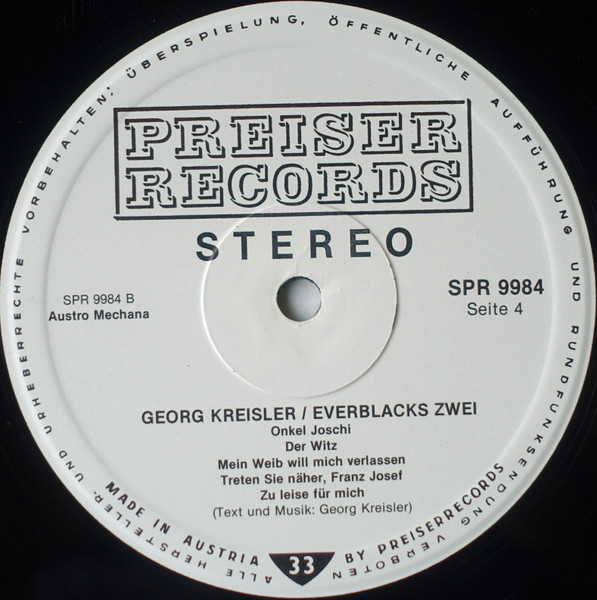 PREISER
RECORDS
STEREO
SPR 9984 B
Austro Mechana
SPR 9984
Seite 4
GEORG KREISLER / EVERBLACKS ZWEI
Onkel Joschi
Der Witz
Mein Weib will mich verlassen
Treten Sie näher, Franz Josef
Zu leise für mich
(Text und Musik: Georg Kreisler)
ALLE HERSTELLER- UND URHEBERRECHTE VORBEHALTEN; ÜBERSPIELUNG, ÖFFENTLICHE AUFFÜHRUNG UND RUNDFUNKSENDUNG VERBOTEN
MADE IN AUSTRIA 33 BY PREISERRECORDS